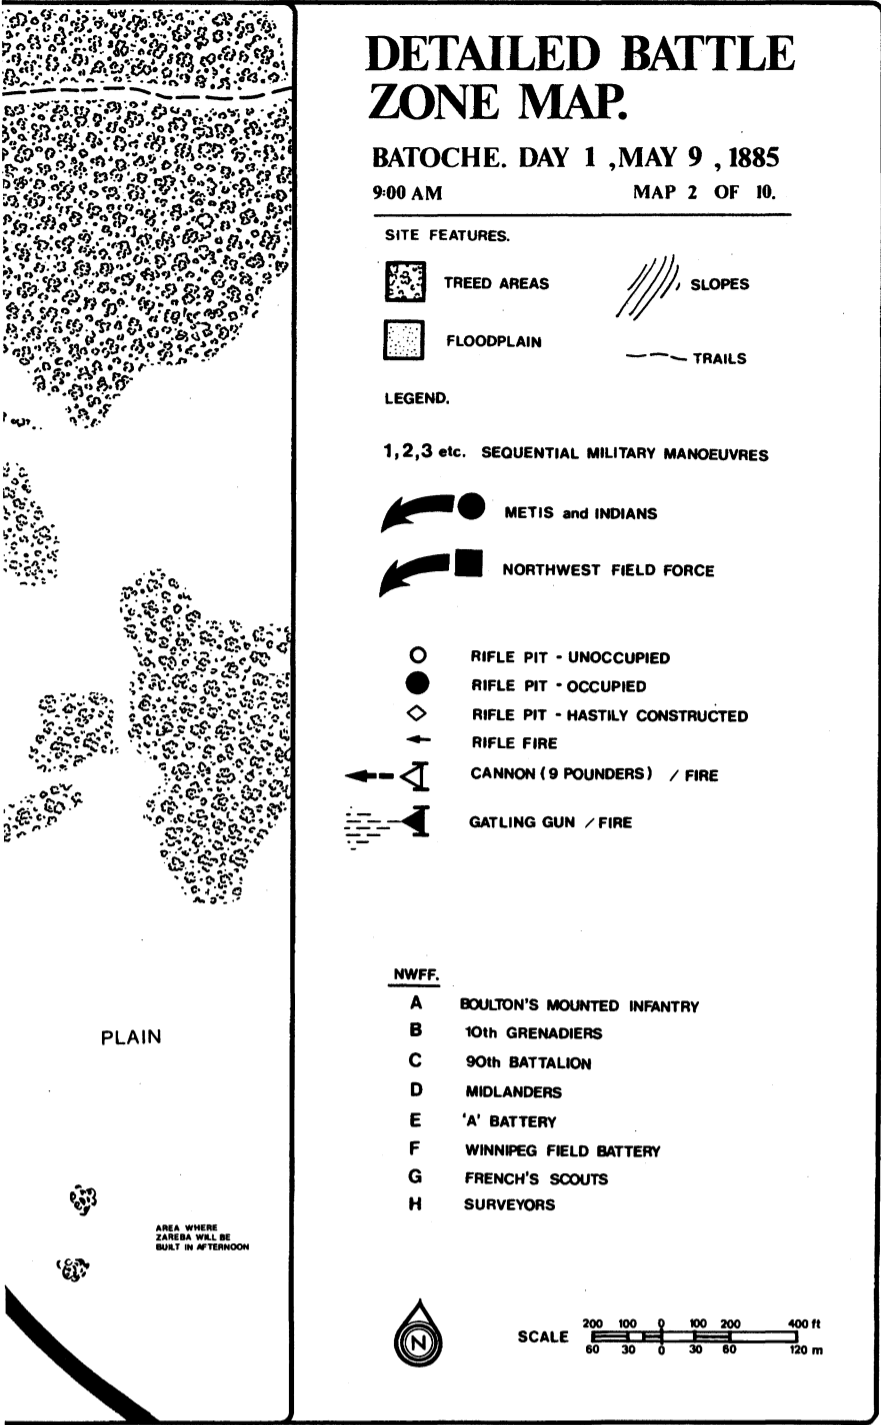 DETAILED BATTLE
ZONE MAP.
BATOCHE. DAY 1 ,MAY 9 , 1885
9:00 AM MAP 2 OF 10.
SITE FEATURES.
TREED AREAS
SLOPES
FLOODPLAIN
TRAILS
LEGEND.
1,2,3 etc. SEQUENTIAL MILITARY MANOEUVRES
METIS and INDIANS
NORTHWEST FIELD FORCE
RIFLE PIT - UNOCCUPIED
RIFLE PIT - OCCUPIED
RIFLE PIT - HASTILY CONSTRUCTED
RIFLE FIRE
CANNON (9 POUNDERS) / FIRE
GATLING GUN / FIRE
NWFF.
A BOULTON'S MOUNTED INFANTRY
B 10th GRENADIERS
C 90th BATTALION
D MIDLANDERS
E 'A' BATTERY
F WINNIPEG FIELD BATTERY
G FRENCH'S SCOUTS
H SURVEYORS
PLAIN
AREA WHERE
ZAREBA WILL BE
BUILT IN AFTERNOON
N
SCALE
200 100 0 100 200 400 ft
60 30 0 30 60 120 m